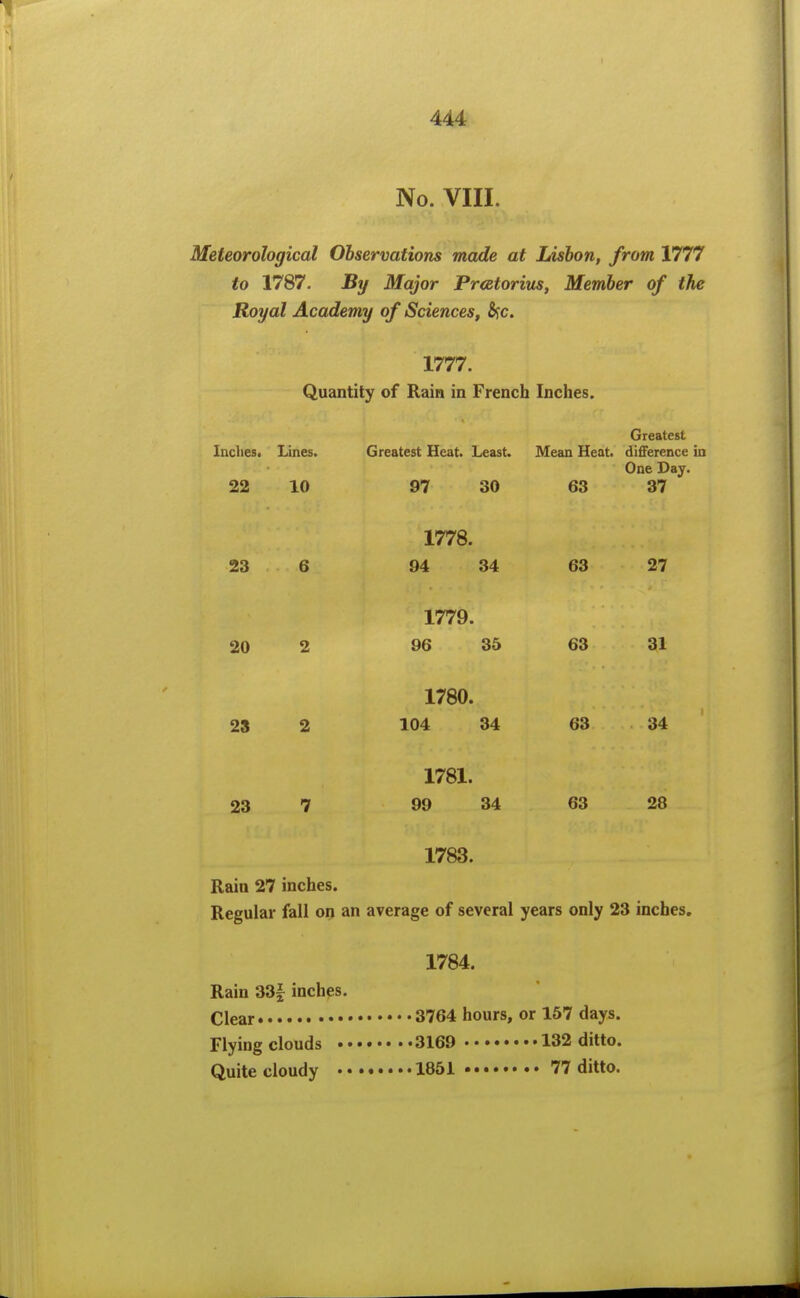 444
No. VIII.
Meteorological Observations made at Lisbon, from 1777
to 1787. By Major Prætorius, Member of the
Royal Academy of Sciences, &c.
1777.
Quantity of Rain in French Inches.
Greatest
Inches. Lines. Greatest Heat. Least. Mean Heat. difference in
One Day.
22 10 97 30 63 37
1778.
23 6 94 34 63 27
1779.
20 2 96 35 63 31
1780.
23 2 104 34 63 34
1781.
23 7 99 34 63 28
1783.
Rain 27 inches.
Regular fall on an average of several years only 23 inches.
1784.
Rain 33½ inches.
Clear................3764 hours, or 157 days.
Flying clouds ........3169 ........132 ditto.
Quite cloudy ........1851 ........ 77 ditto.